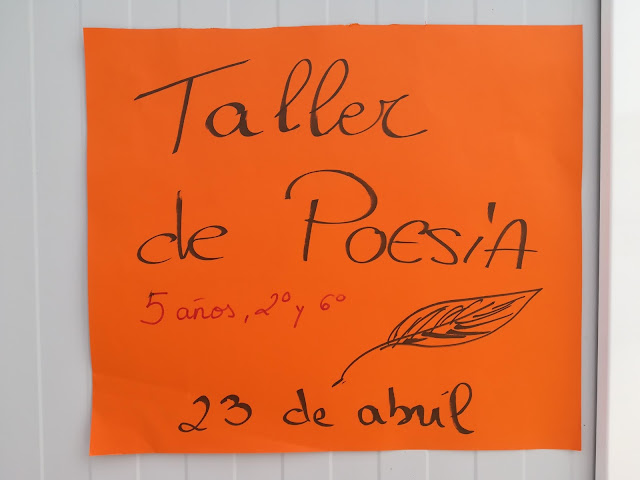 Taller
de Poesía
5 años, 2º y 6º
23 de abril